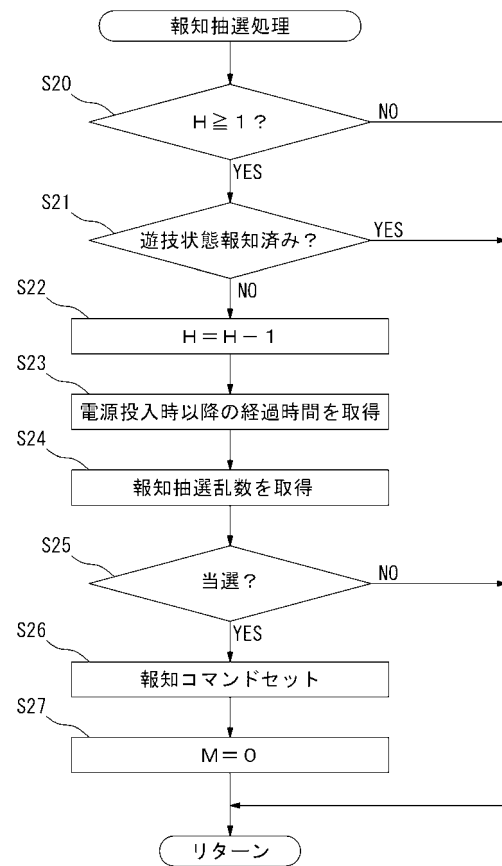 報知抽選処理
S20
H≧1？
NO
YES
S21
遊技状態報知済み？
YES
NO
S22
H＝H－1
S23
電源投入時以降の経過時間を取得
S24
報知抽選乱数を取得
S25
当選？
NO
YES
S26
報知コマンドセット
S27
M＝0
リターン